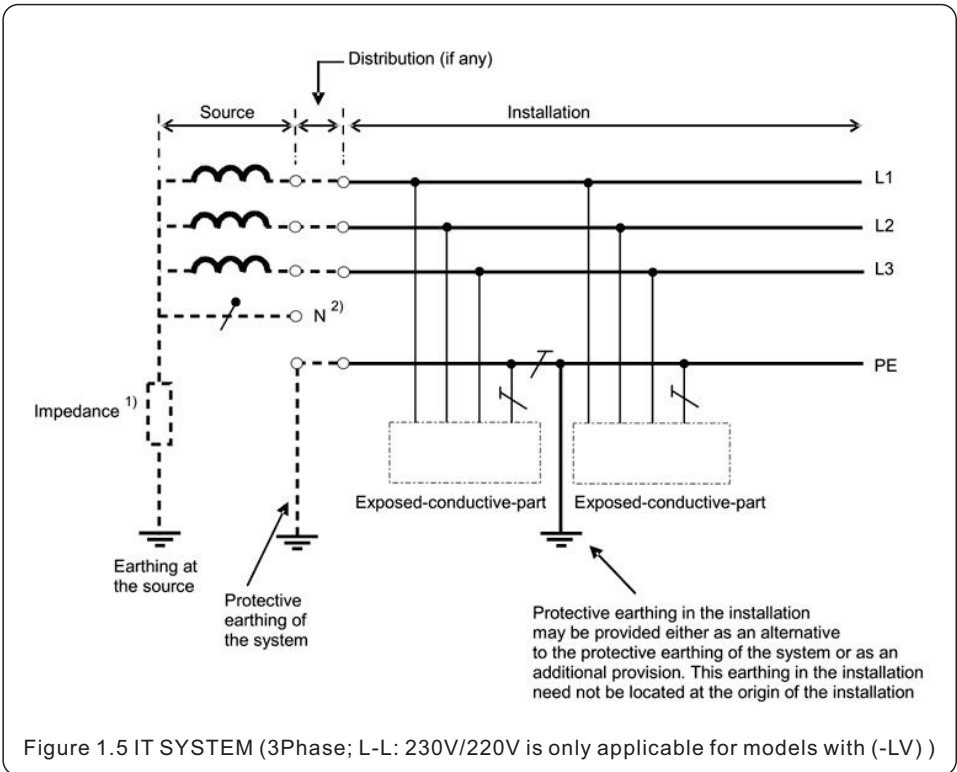 Distribution (if any)
Source
Installation
L1
L2
L3
N 2)
PE
Impedance 1)
Exposed-conductive-part
Exposed-conductive-part
Earthing at
the source
Protective
earthing of
the system
Protective earthing in the installation
may be provided either as an alternative
to the protective earthing of the system or as an
additional provision. This earthing in the installation
need not be located at the origin of the installation
Figure 1.5 IT SYSTEM (3Phase; L-L: 230V/220V is only applicable for models with (-LV) )